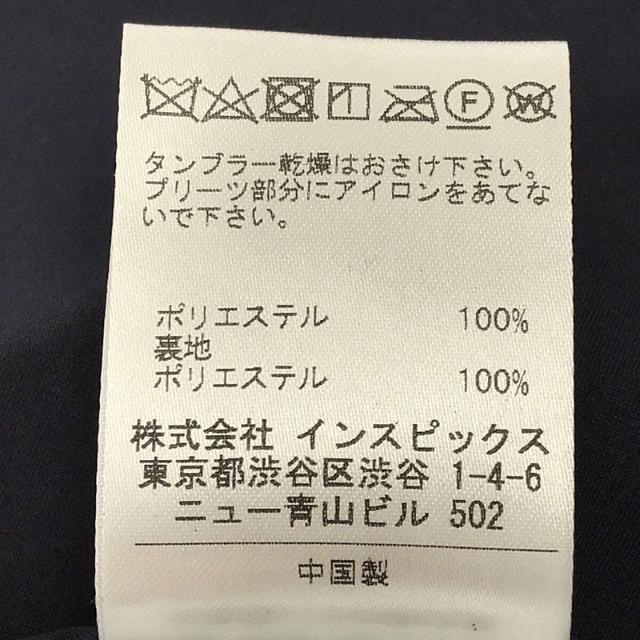 F W
タンブラー乾燥はおさけ下さい。
プリーツ部分にアイロンをあてな
いで下さい。
ポリエステル 100%
裏地
ポリエステル 100%
株式会社 インスピックス
東京都渋谷区渋谷 1-4-6
ニュー青山ビル 502
中国製